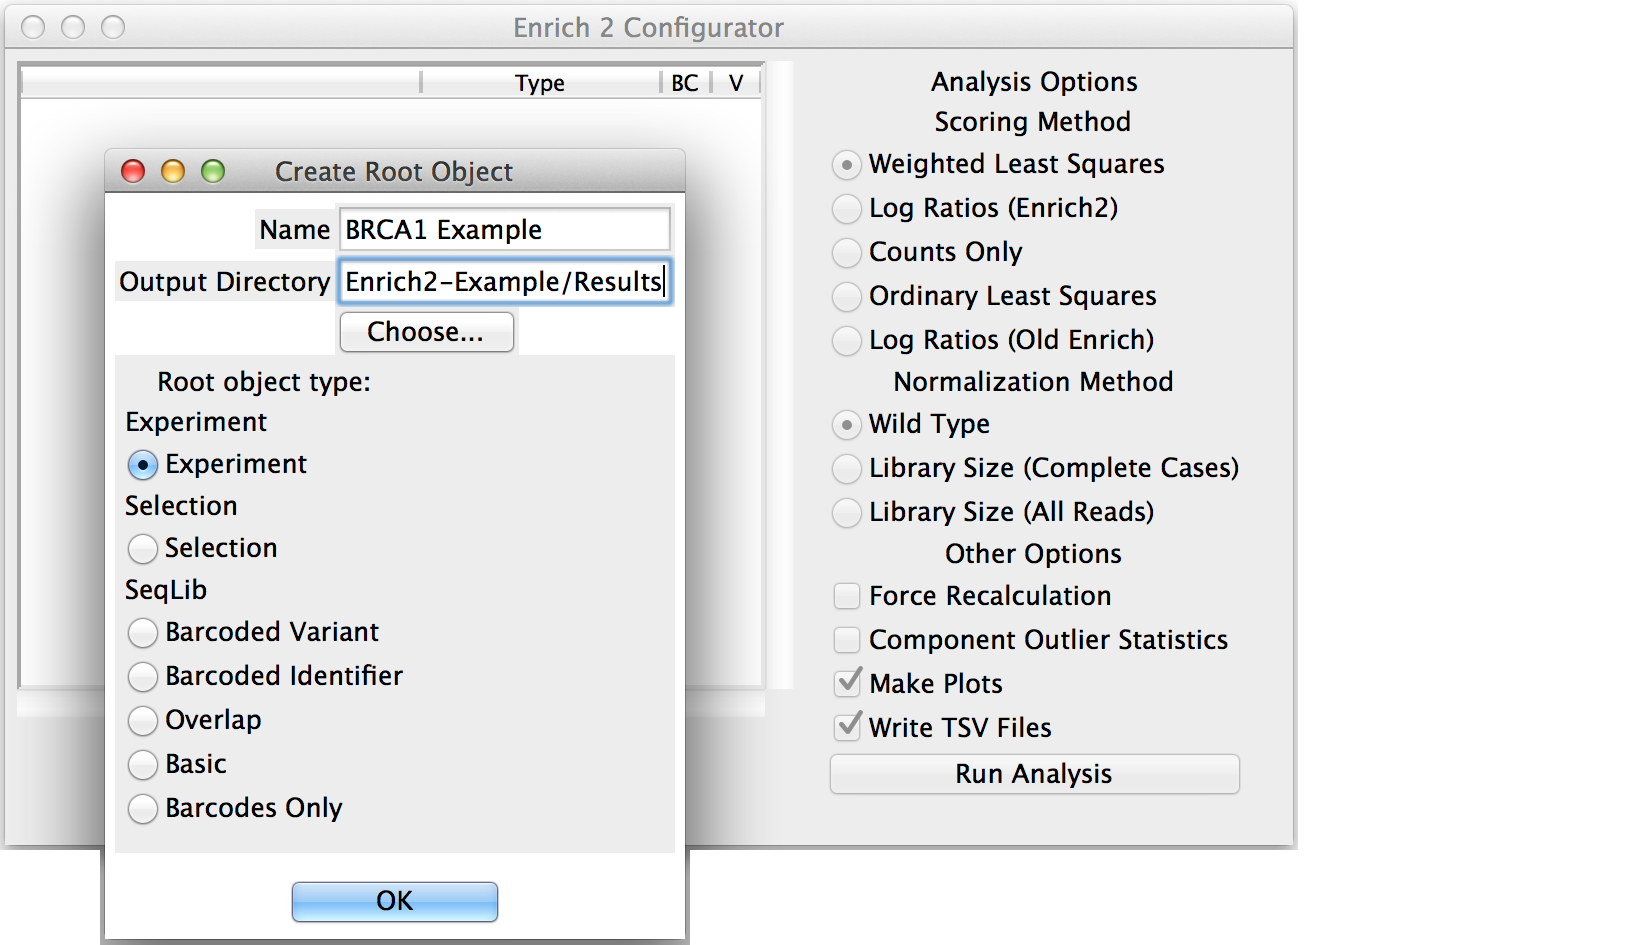 Enrich 2 Configurator
Type BC V
Create Root Object
Name BRCA1 Example
Output Directory Enrich2-Example/Results
Choose...
Root object type:
Experiment
Experiment
Selection
Selection
SeqLib
Barcoded Variant
Barcoded Identifier
Overlap
Basic
Barcodes Only
OK
Analysis Options
Scoring Method
Weighted Least Squares
Log Ratios (Enrich2)
Counts Only
Ordinary Least Squares
Log Ratios (Old Enrich)
Normalization Method
Wild Type
Library Size (Complete Cases)
Library Size (All Reads)
Other Options
Force Recalculation
Component Outlier Statistics
Make Plots
Write TSV Files
Run Analysis